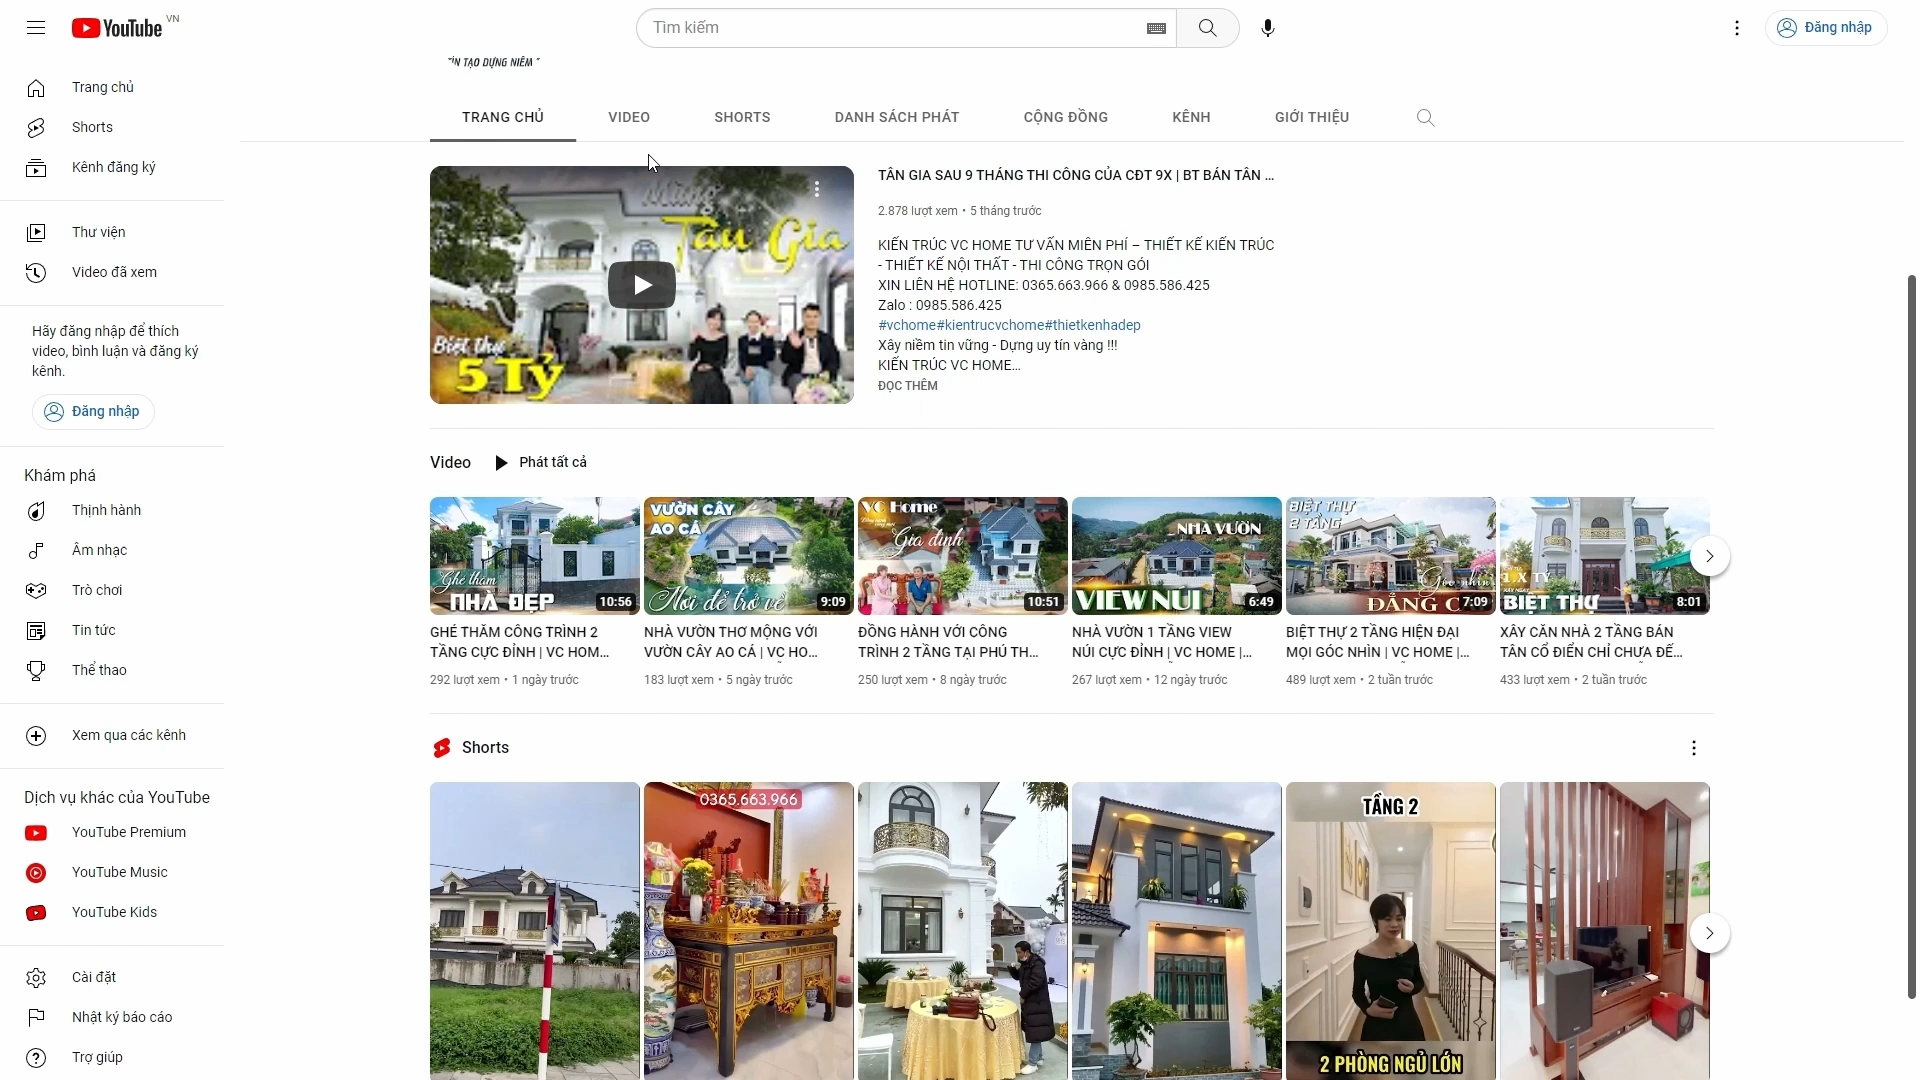 YouTube VN
Tìm kiếm
Đăng nhập
TRANG CHỦ
VIDEO
SHORTS
DANH SÁCH PHÁT
CỘNG ĐỒNG
KÊNH
GIỚI THIỆU
Trang chủ
Shorts
Kênh đăng ký
Thư viện
Video đã xem
Hãy đăng nhập để thích
video, bình luận và đăng ký
kênh.
Đăng nhập
Khám phá
Thịnh hành
Âm nhạc
Trò chơi
Tin tức
Thể thao
Xem qua các kênh
Dịch vụ khác của YouTube
YouTube Premium
YouTube Music
YouTube Kids
Cài đặt
Nhật ký báo cáo
Trợ giúp
TẠO DỰNG NIỀM "
Mừng
Tân Gia
Biệt thự
5 Tỷ
TÂN GIA SAU 9 THÁNG THI CÔNG CỦA CĐT 9X | BT BÁN TÂN ...
2.878 lượt xem • 5 tháng trước
KIẾN TRÚC VC HOME TƯ VẤN MIÊN PHÍ – THIẾT KẾ KIẾN TRÚC
- THIẾT KẾ NỘI THẤT - THI CÔNG TRỌN GÓI
XIN LIÊN HỆ HOTLINE: 0365.663.966 & 0985.586.425
Zalo : 0985.586.425
#vchome#kientrucvchome#thietkenhadep
Xây niềm tin vững - Dựng uy tín vàng !!!
KIẾN TRÚC VC HOME...
ĐỌC THÊM
Video
Phát tất cả
Ghé thăm
NHÀ ĐẸP
10:56
GHÉ THĂM CÔNG TRÌNH 2
TẦNG CỰC ĐỈNH | VC HOM...
292 lượt xem • 1 ngày trước
VƯỜN CÂY
AO CÁ
Nơi để trở về
9:09
NHÀ VƯỜN THƠ MỘNG VỚI
VƯỜN CÂY AO CÁ | VC HO...
183 lượt xem • 5 ngày trước
VC Home
Gia đình
10:51
ĐỒNG HÀNH VỚI CÔNG
TRÌNH 2 TẦNG TẠI PHÚ TH...
250 lượt xem • 8 ngày trước
NHÀ VƯỜN
VIEW NÚI
6:49
NHÀ VƯỜN 1 TẦNG VIEW
NÚI CỰC ĐỈNH | VC HOME |...
267 lượt xem • 12 ngày trước
BIỆT THỰ
2 TẦNG
Góc nhìn
ĐẲNG C
7:09
BIỆT THỰ 2 TẦNG HIỆN ĐẠI
MỌI GÓC NHÌN | VC HOME |...
489 lượt xem • 2 tuần trước
1.X TỶ
BIỆT THỰ
8:01
XÂY CĂN NHÀ 2 TẦNG BÁN
TÂN CỔ ĐIỂN CHỈ CHƯA ĐẾ...
433 lượt xem • 2 tuần trước
Shorts
0365.663.966
TẦNG 2
2 PHÒNG NGỦ LỚN